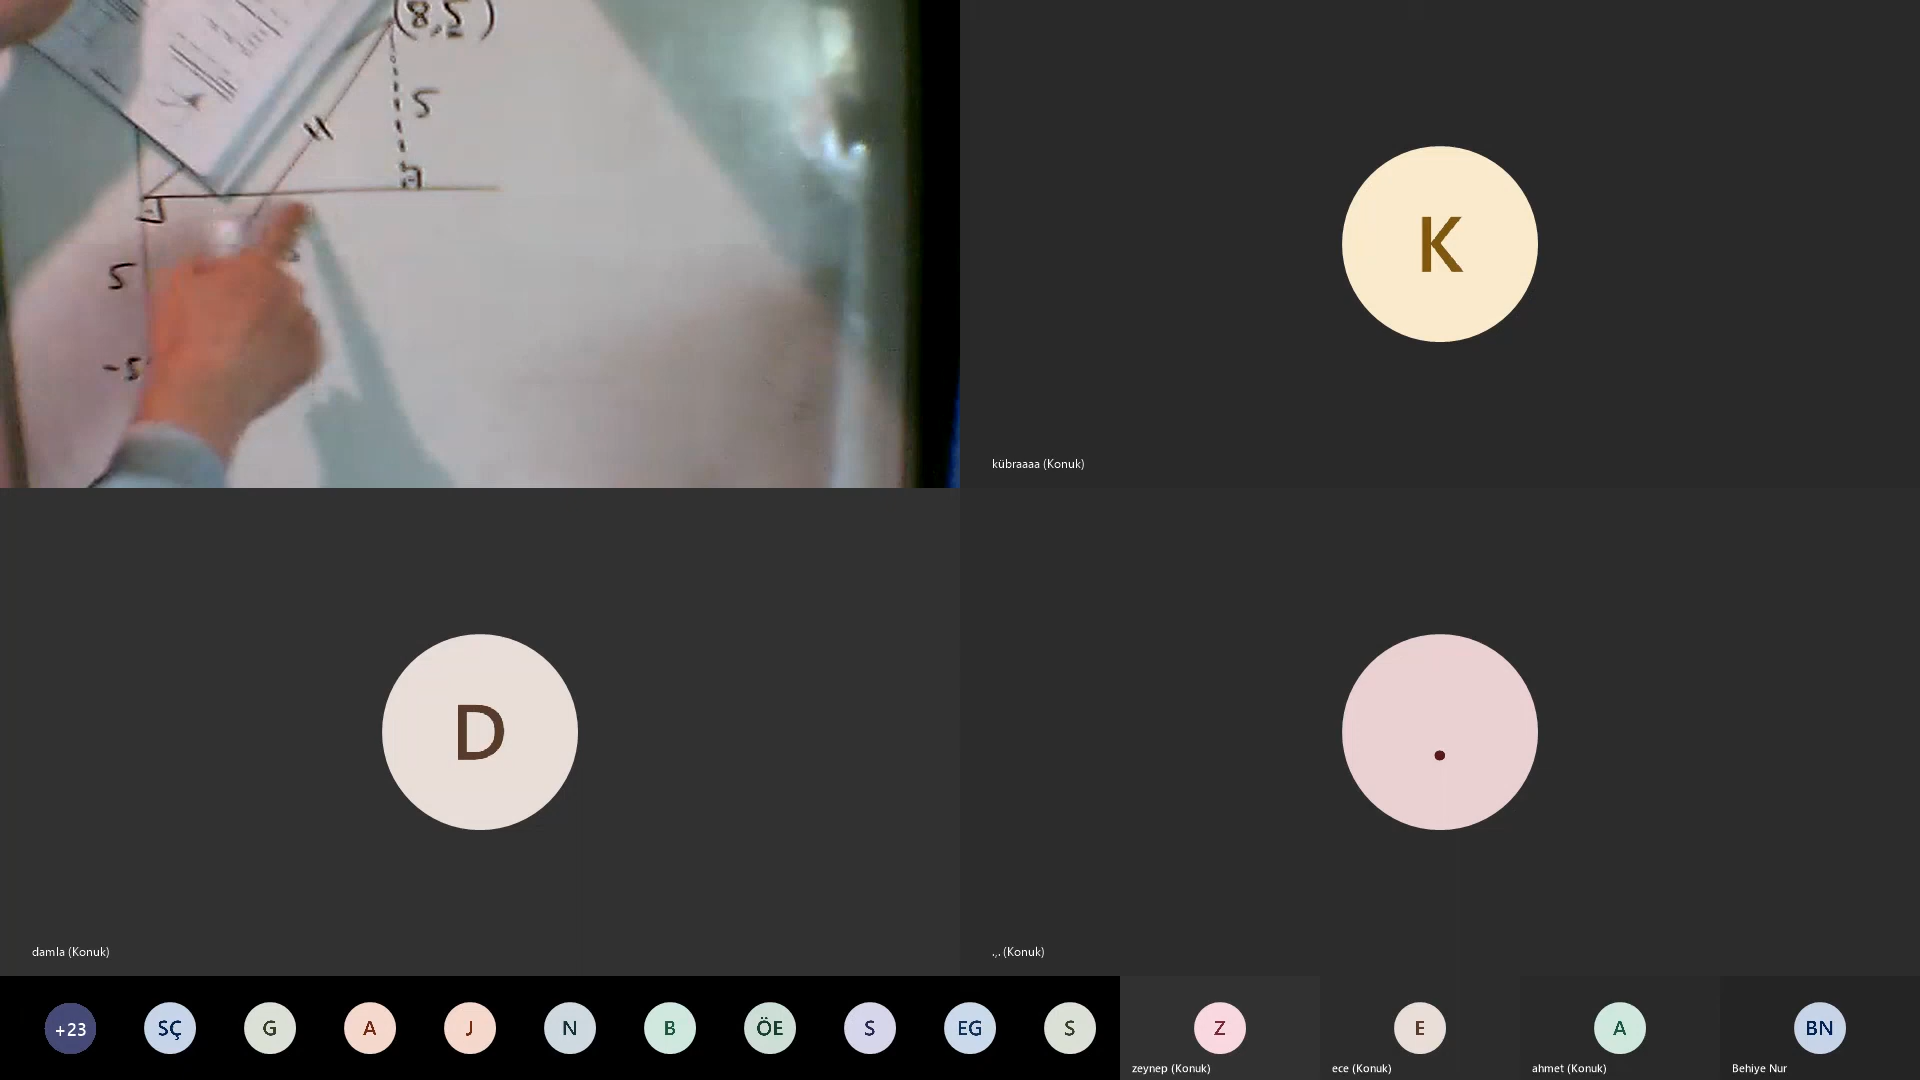 (8,5)
5
5
-5
K
kübraaaa (Konuk)
D
damla (Konuk)
.
.,. (Konuk)
+23
SÇ
G
A
J
N
B
ÖE
S
EG
S
Z
zeynep (Konuk)
E
ece (Konuk)
A
ahmet (Konuk)
BN
Behiye Nur